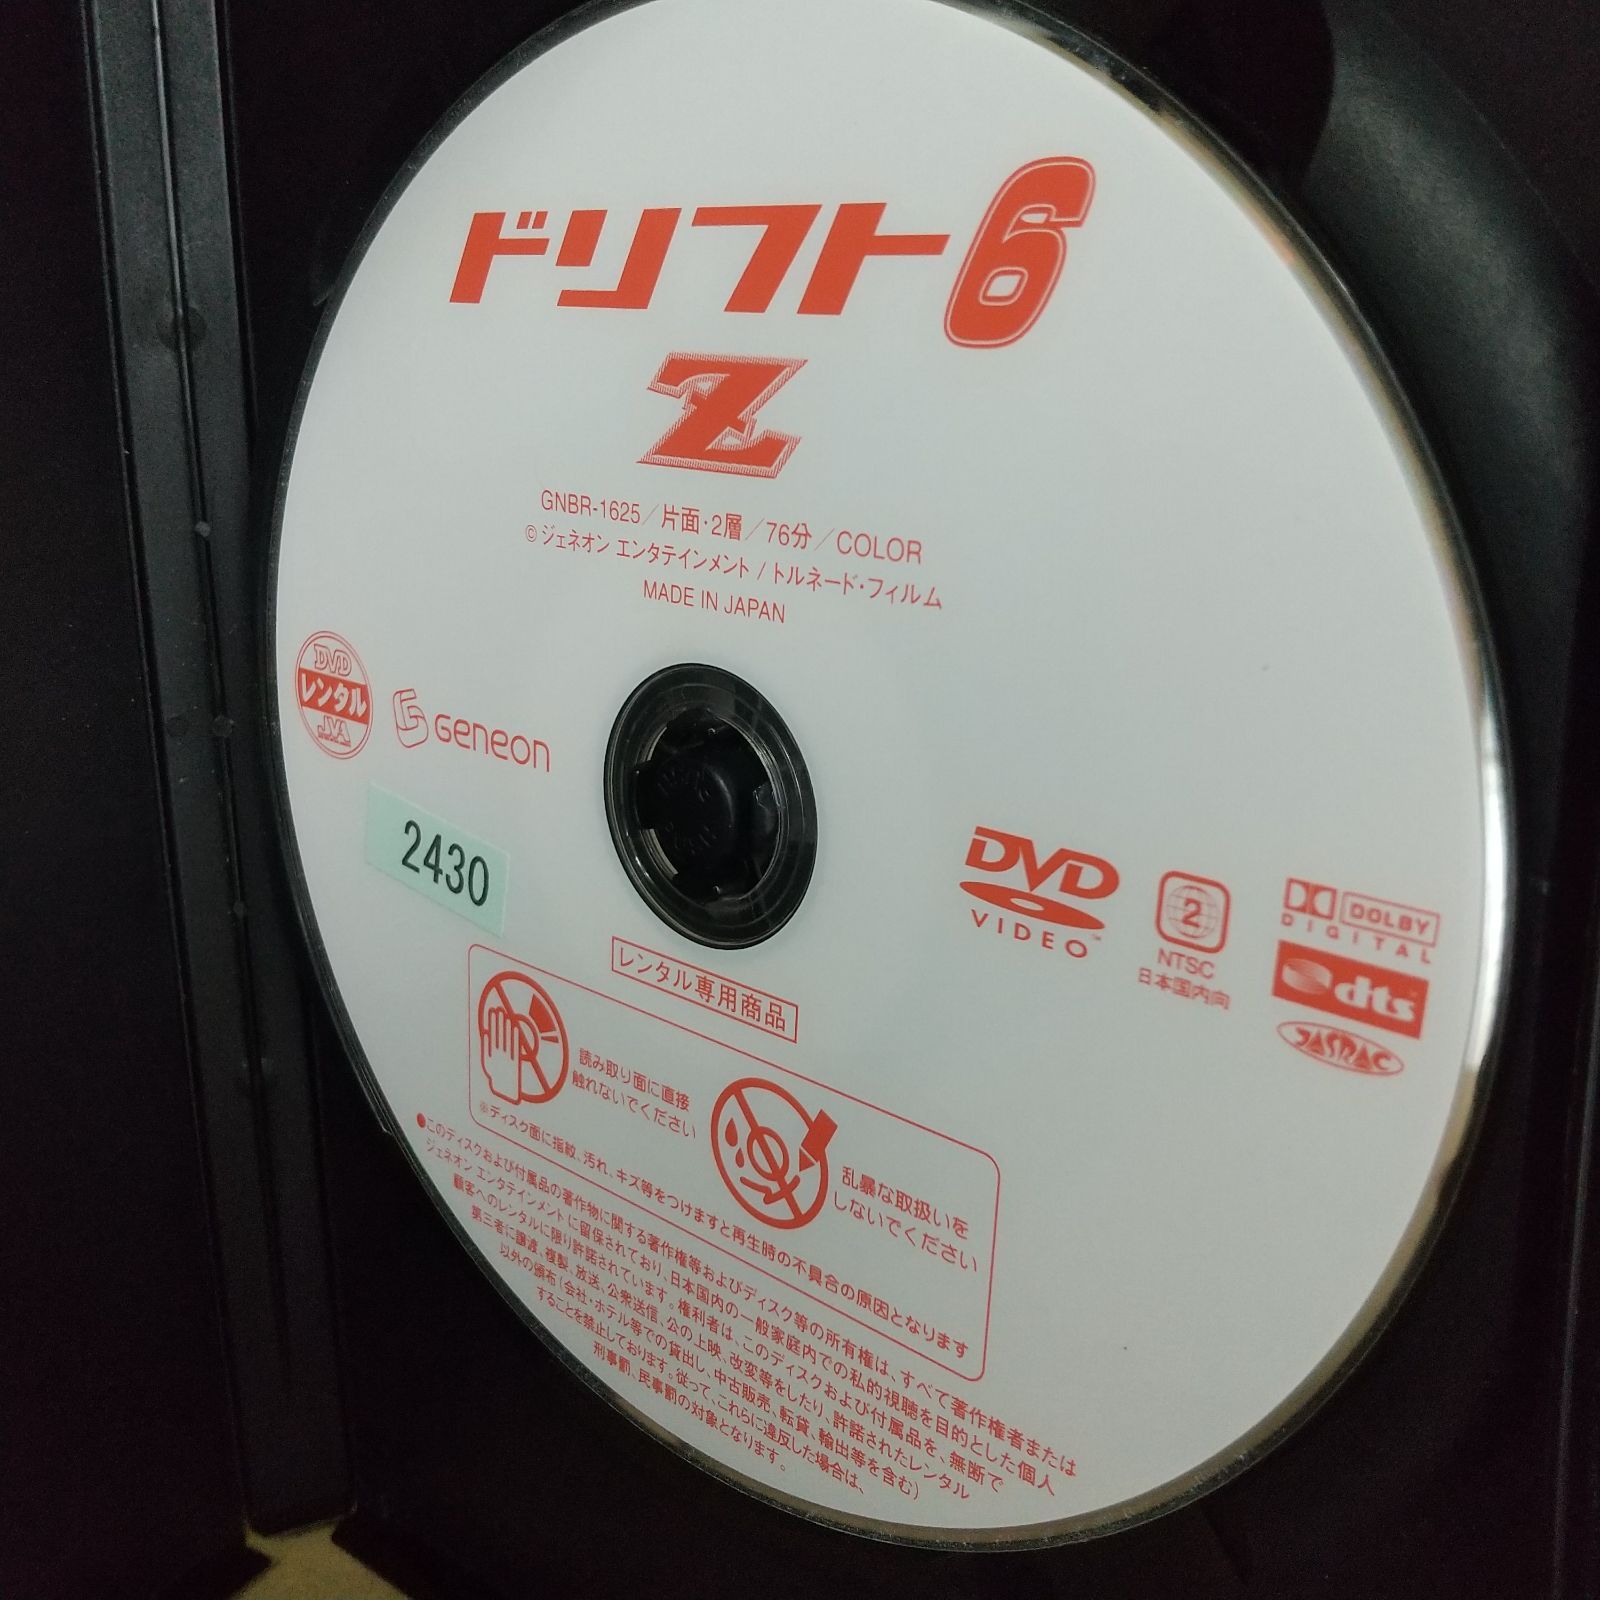 ドリフト6
Z
GNBR-1625/片面・2層/76分/COLOR
© ジェネオン エンタテインメント / トルネード・フィルム
MADE IN JAPAN
DVD
レンタル
JVA
Geneon
2430
DVD
VIDEO™
2
NTSC
日本国内向
DOLBY
DIGITAL
dts
JASRAC
レンタル専用商品
読み取り面に直接
触れないでください
乱暴な取扱いを
しないでください
※ディスク面に指紋、汚れ、キズ等をつけますと再生時の不具合の原因となります
●このディスクおよび付属品の著作物に関する著作権等およびディスク等の所有権は、すべて著作権者または
ジェネオン エンタテインメントに留保されており、日本国内の一般家庭内での私的視聴を目的とした個人
顧客へのレンタルに限り許諾されています。権利者は、このディスクおよび付属品を、無断で
第三者に譲渡、複製、放送、公衆送信、公の上映、改変等をしたり、許諾されたレンタル
以外の頒布(会社・ホテル等での貸出し、中古販売、転貸、輸出等を含む)
することを禁止しております。従って、これらに違反した場合は、
刑事罰、民事罰の対象となります。